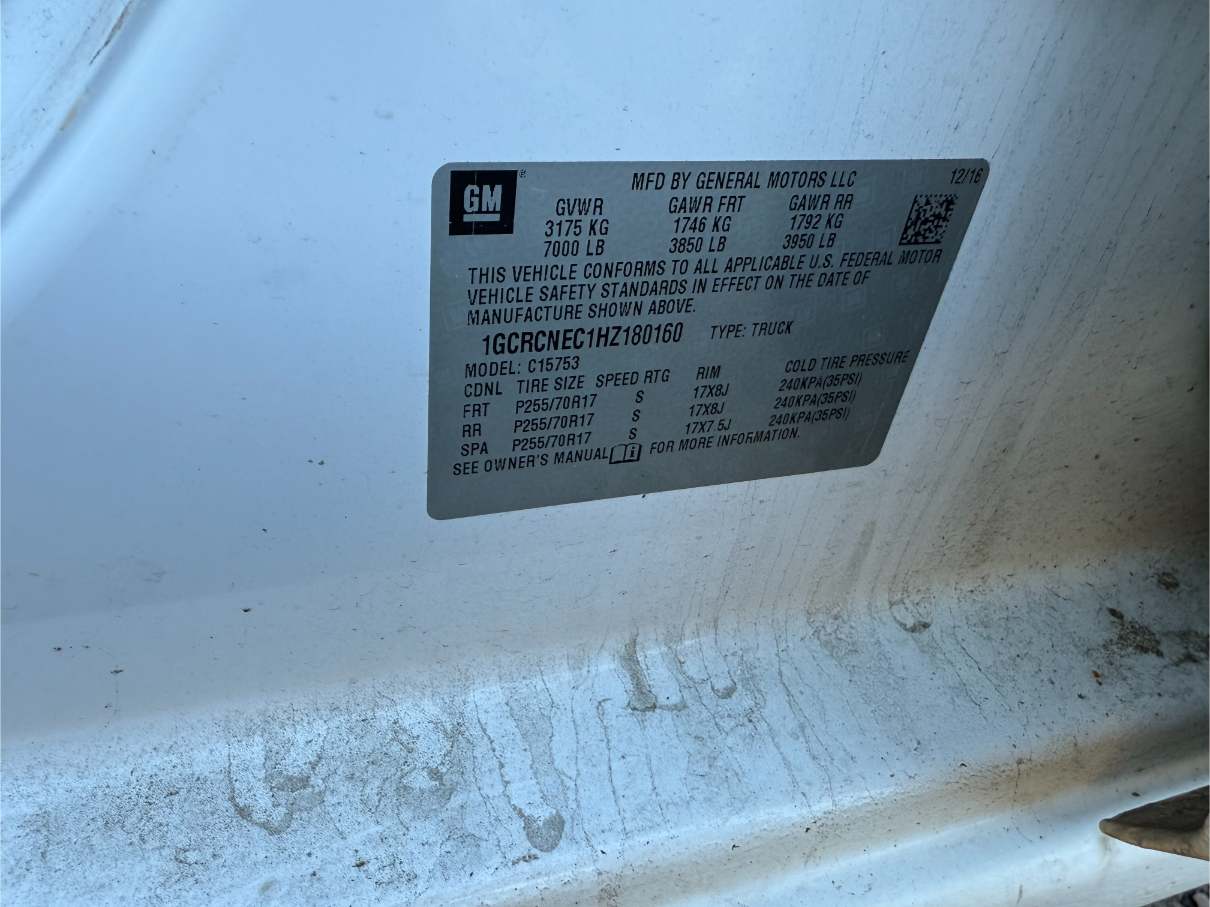 GM
®
MFD BY GENERAL MOTORS LLC 12/16
GVWR GAWR FRT GAWR RR
3175 KG 1746 KG 1792 KG
7000 LB 3850 LB 3950 LB
THIS VEHICLE CONFORMS TO ALL APPLICABLE U.S. FEDERAL MOTOR
VEHICLE SAFETY STANDARDS IN EFFECT ON THE DATE OF
MANUFACTURE SHOWN ABOVE.
1GCRCNEC1HZ180160 TYPE: TRUCK
MODEL: C15753
CDNL TIRE SIZE SPEED RTG RIM COLD TIRE PRESSURE
FRT P255/70R17 S 17X8J 240KPA(35PSI)
RR P255/70R17 S 17X8J 240KPA(35PSI)
SPA P255/70R17 S 17X7.5J 240KPA(35PSI)
SEE OWNER'S MANUAL i FOR MORE INFORMATION.